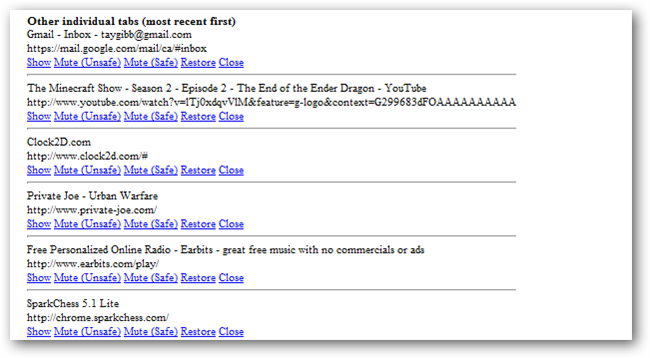 Other individual tabs (most recent first)
Gmail - Inbox - taygibb@gmail.com
https://mail.google.com/mail/ca/#inbox
Show Mute (Unsafe) Mute (Safe) Restore Close
The Minecraft Show - Season 2 - Episode 2 - The End of the Ender Dragon - YouTube
http://www.youtube.com/watch?v=lTj0xdqvVlM&feature=g-logo&context=G299683dFOAAAAAAAAAA
Show Mute (Unsafe) Mute (Safe) Restore Close
Clock2D.com
http://www.clock2d.com/#
Show Mute (Unsafe) Mute (Safe) Restore Close
Private Joe - Urban Warfare
http://www.private-joe.com/
Show Mute (Unsafe) Mute (Safe) Restore Close
Free Personalized Online Radio - Earbits - great free music with no commercials or ads
http://www.earbits.com/play/
Show Mute (Unsafe) Mute (Safe) Restore Close
SparkChess 5.1 Lite
http://chrome.sparkchess.com/
Show Mute (Unsafe) Mute (Safe) Restore Close